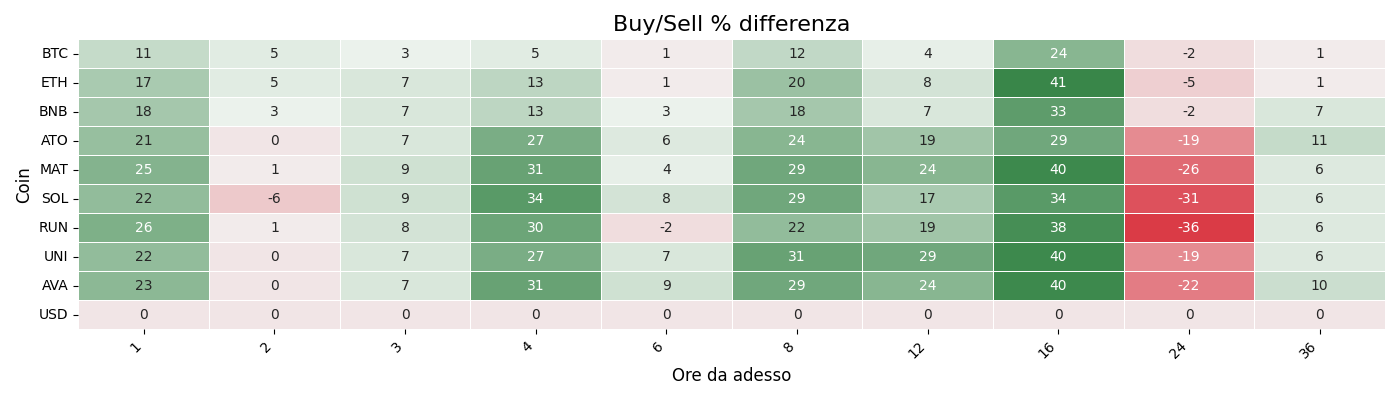 Buy/Sell % differenza
Coin
BTC 11 5 3 5 1 12 4 24 -2 1
ETH 17 5 7 13 1 20 8 41 -5 1
BNB 18 3 7 13 3 18 7 33 -2 7
ATO 21 0 7 27 6 24 19 29 -19 11
MAT 25 1 9 31 4 29 24 40 -26 6
SOL 22 -6 9 34 8 29 17 34 -31 6
RUN 26 1 8 30 -2 22 19 38 -36 6
UNI 22 0 7 27 7 31 29 40 -19 6
AVA 23 0 7 31 9 29 24 40 -22 10
USD 0 0 0 0 0 0 0 0 0 0
1 2 3 4 6 8 12 16 24 36
Ore da adesso